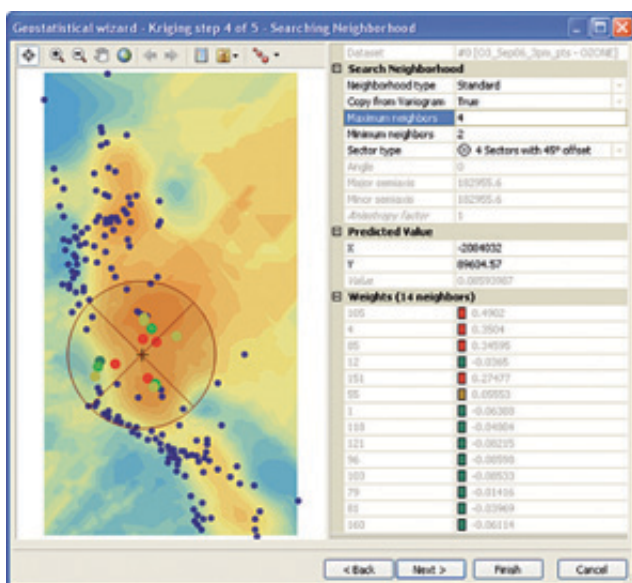 Geostatistical wizard - Kriging step 4 of 5 - Searching Neighborhood
Dataset #0 [O3_Sep06_3pm_pts - OZONE]
Search Neighborhood
Neighborhood type Standard
Copy from Variogram True
Maximum neighbors 4
Minimum neighbors 2
Sector type 4 Sectors with 45° offset
Angle 0
Major semiaxis 182955.6
Minor semiaxis 182955.6
Anisotropy factor 1
Predicted Value
X -2084032
Y 89604.57
Value 0.08593987
Weights (14 neighbors)
105 0.4902
4 0.3504
85 0.34595
12 -0.0365
151 0.27477
55 0.05553
1 -0.06388
118 -0.04884
121 -0.08215
96 -0.08598
103 -0.08533
79 -0.01416
81 -0.03969
160 -0.06114
< Back Next > Finish Cancel